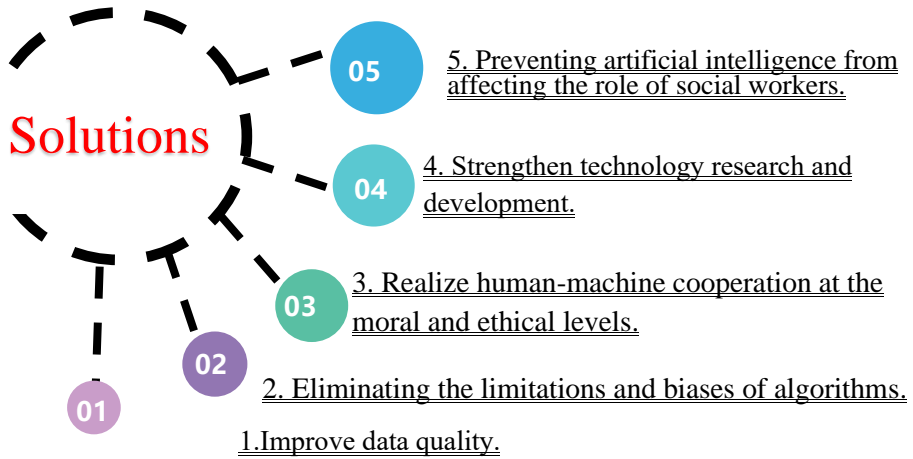 Solutions
05
5. Preventing artificial intelligence from
affecting the role of social workers.
04
4. Strengthen technology research and
development.
03
3. Realize human-machine cooperation at the
moral and ethical levels.
02
2. Eliminating the limitations and biases of algorithms.
01
1.Improve data quality.